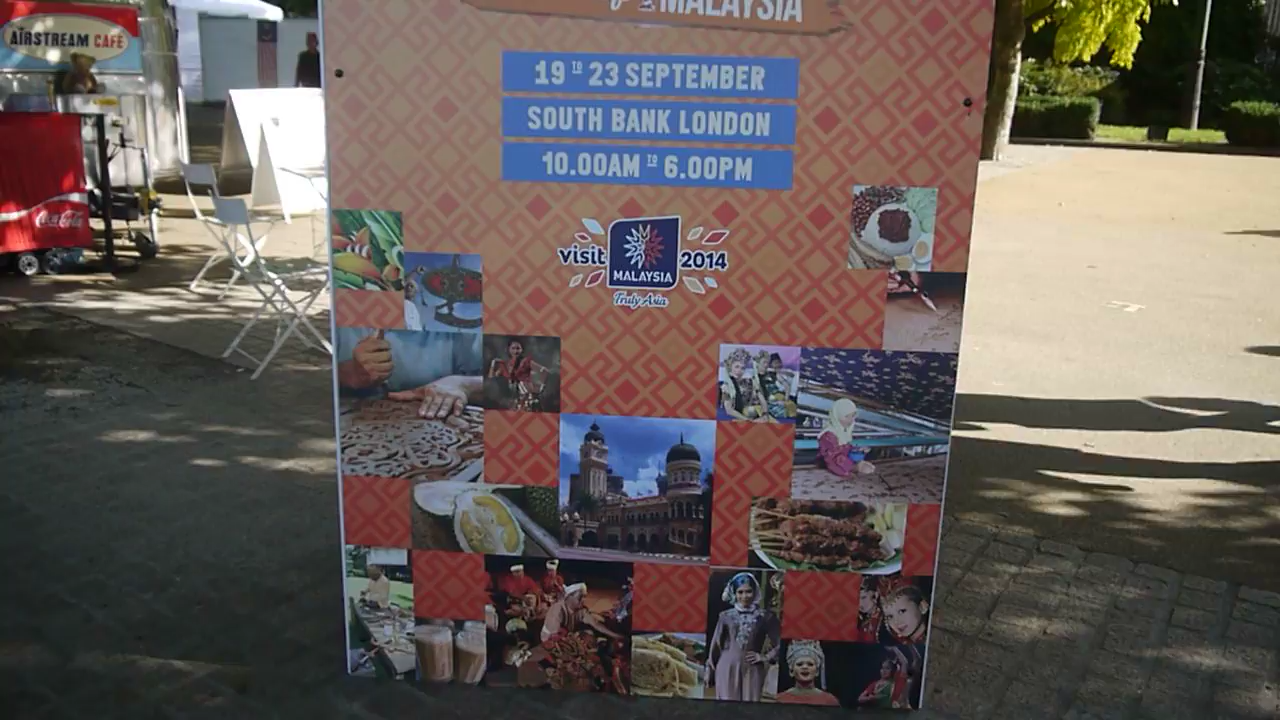 MALAYSIA
AIRSTREAM CAFÉ
19 TO 23 SEPTEMBER
SOUTH BANK LONDON
10.00AM TO 6.00PM
visit MALAYSIA 2014
Truly Asia
Coca-Cola